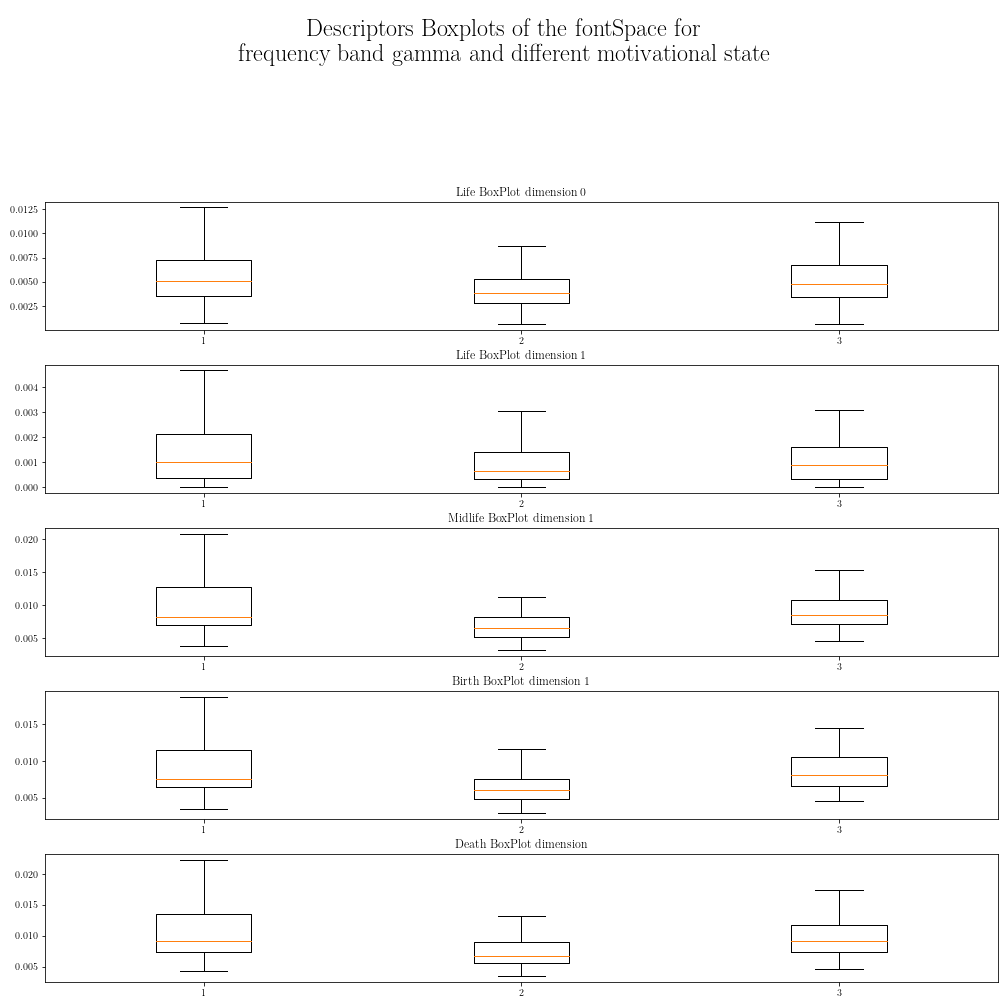 Descriptors Boxplots of the fontSpace for
frequency band gamma and different motivational state
Life BoxPlot dimension 0
0.0125
0.0100
0.0075
0.0050
0.0025
1 2 3
Life BoxPlot dimension 1
0.004
0.003
0.002
0.001
0.000
1 2 3
Midlife BoxPlot dimension 1
0.020
0.015
0.010
0.005
1 2 3
Birth BoxPlot dimension 1
0.015
0.010
0.005
1 2 3
Death BoxPlot dimension
0.020
0.015
0.010
0.005
1 2 3